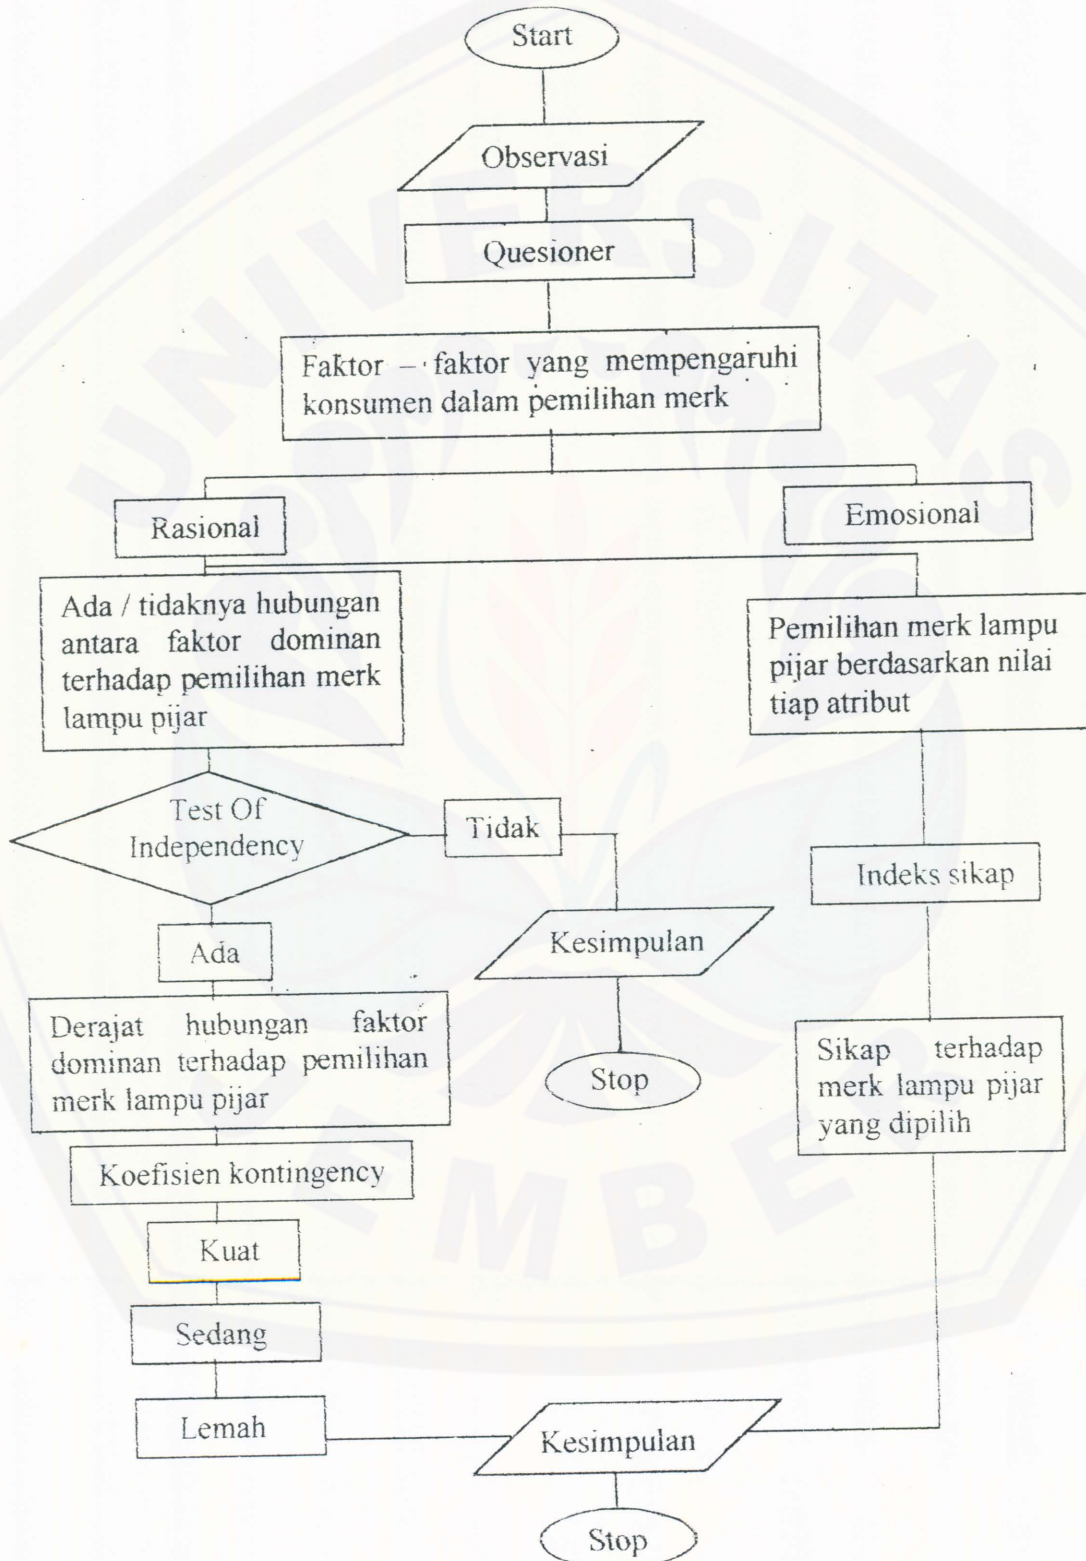 Start
Observasi
Quesioner
Faktor – faktor yang mempengaruhi
konsumen dalam pemilihan merk
Rasional
Emosional
Ada / tidaknya hubungan
antara faktor dominan
terhadap pemilihan merk
lampu pijar
Pemilihan merk lampu
pijar berdasarkan nilai
tiap atribut
Test Of
Independency
Tidak
Indeks sikap
Kesimpulan
Ada
Derajat hubungan faktor
dominan terhadap pemilihan
merk lampu pijar
Stop
Sikap terhadap
merk lampu pijar
yang dipilih
Koefisien kontingency
Kuat
Sedang
Lemah
Kesimpulan
Stop
UNIVERSITAS
JEMBER